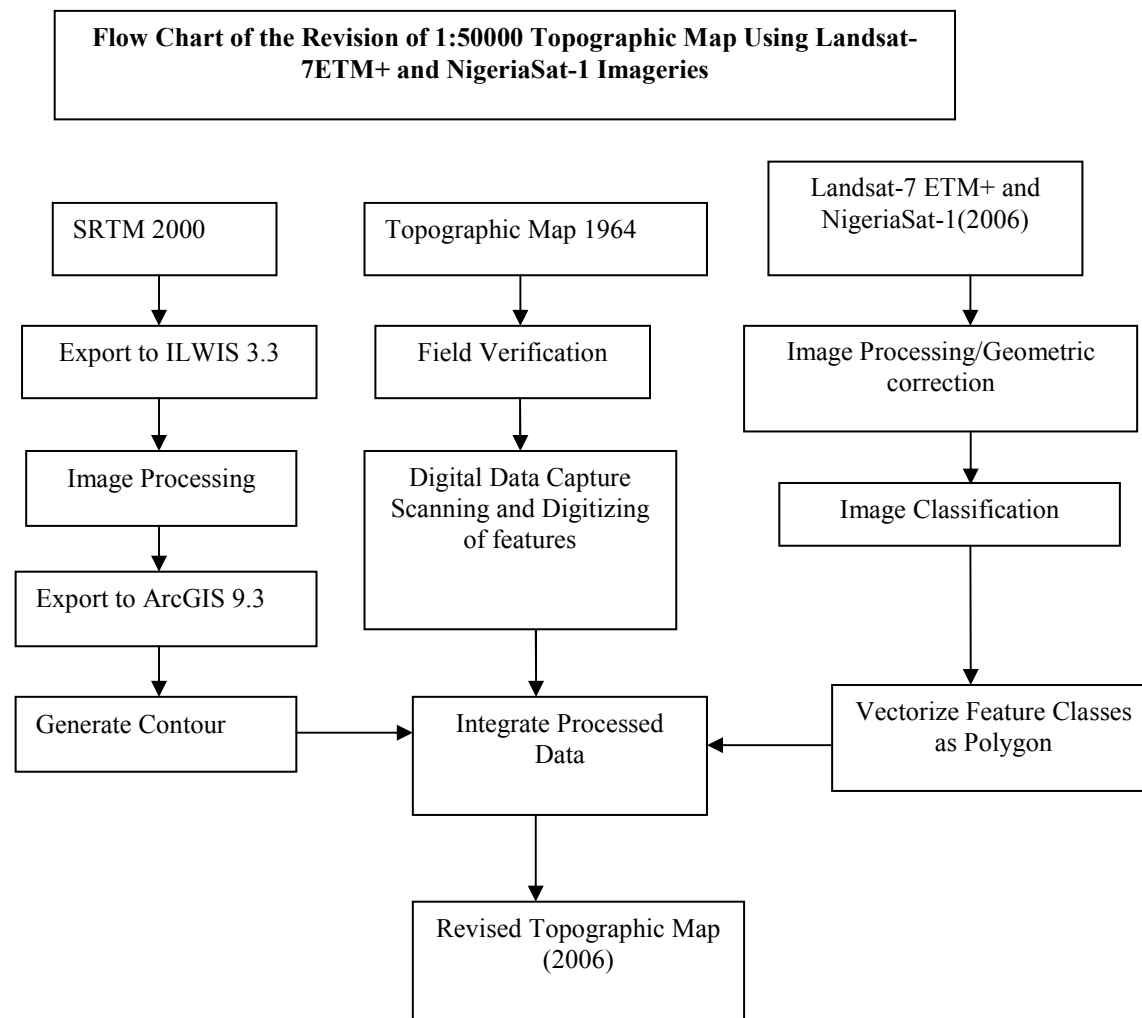 Flow Chart of the Revision of 1:50000 Topographic Map Using Landsat-
7ETM+ and NigeriaSat-1 Imageries
SRTM 2000
Topographic Map 1964
Landsat-7 ETM+ and
NigeriaSat-1(2006)
Export to ILWIS 3.3
Field Verification
Image Processing/Geometric
correction
Image Processing
Digital Data Capture
Scanning and Digitizing
of features
Image Classification
Export to ArcGIS 9.3
Generate Contour
Integrate Processed
Data
Vectorize Feature Classes
as Polygon
Revised Topographic Map
(2006)